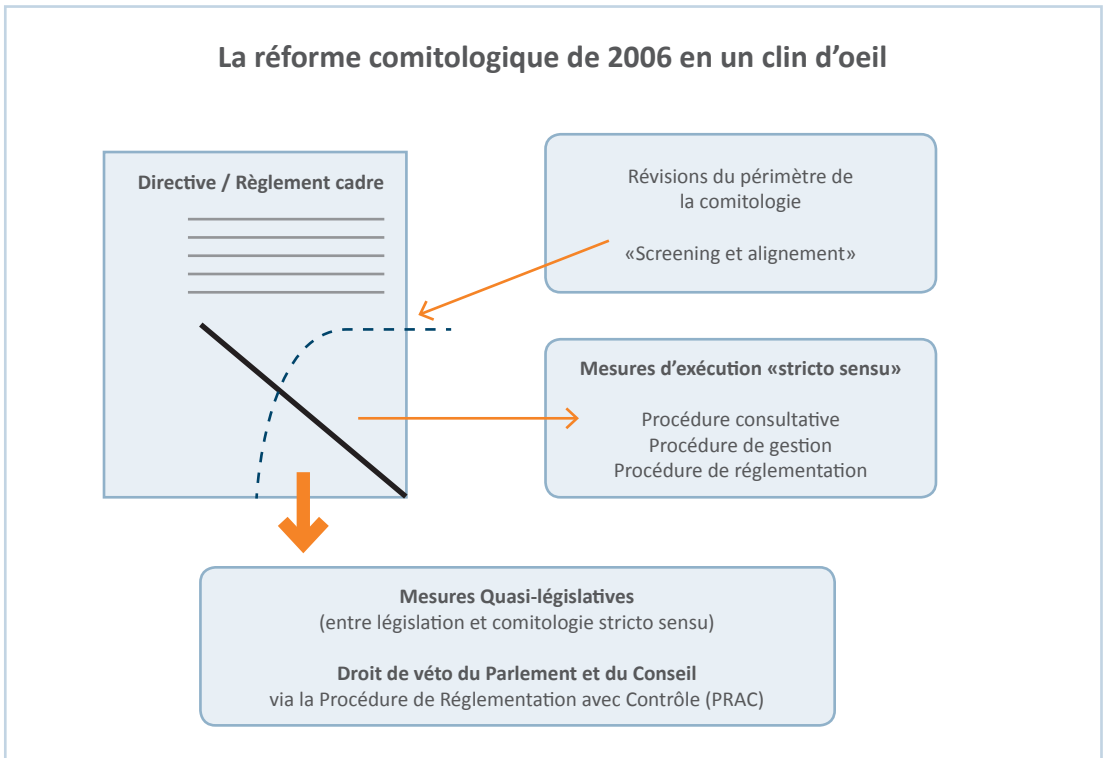 La réforme comitologique de 2006 en un clin d'oeil
Directive / Règlement cadre
Révisions du périmètre de
la comitologie
«Screening et alignement»
Mesures d'exécution «stricto sensu»
Procédure consultative
Procédure de gestion
Procédure de réglementation
Mesures Quasi-législatives
(entre législation et comitologie stricto sensu)
Droit de véto du Parlement et du Conseil
via la Procédure de Réglementation avec Contrôle (PRAC)